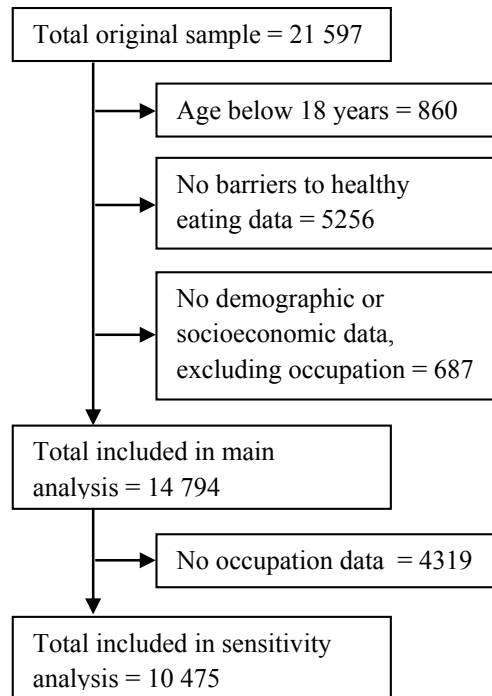 Total original sample = 21 597
Age below 18 years = 860
No barriers to healthy
eating data = 5256
No demographic or
socioeconomic data,
excluding occupation = 687
Total included in main
analysis = 14 794
No occupation data = 4319
Total included in sensitivity
analysis = 10 475